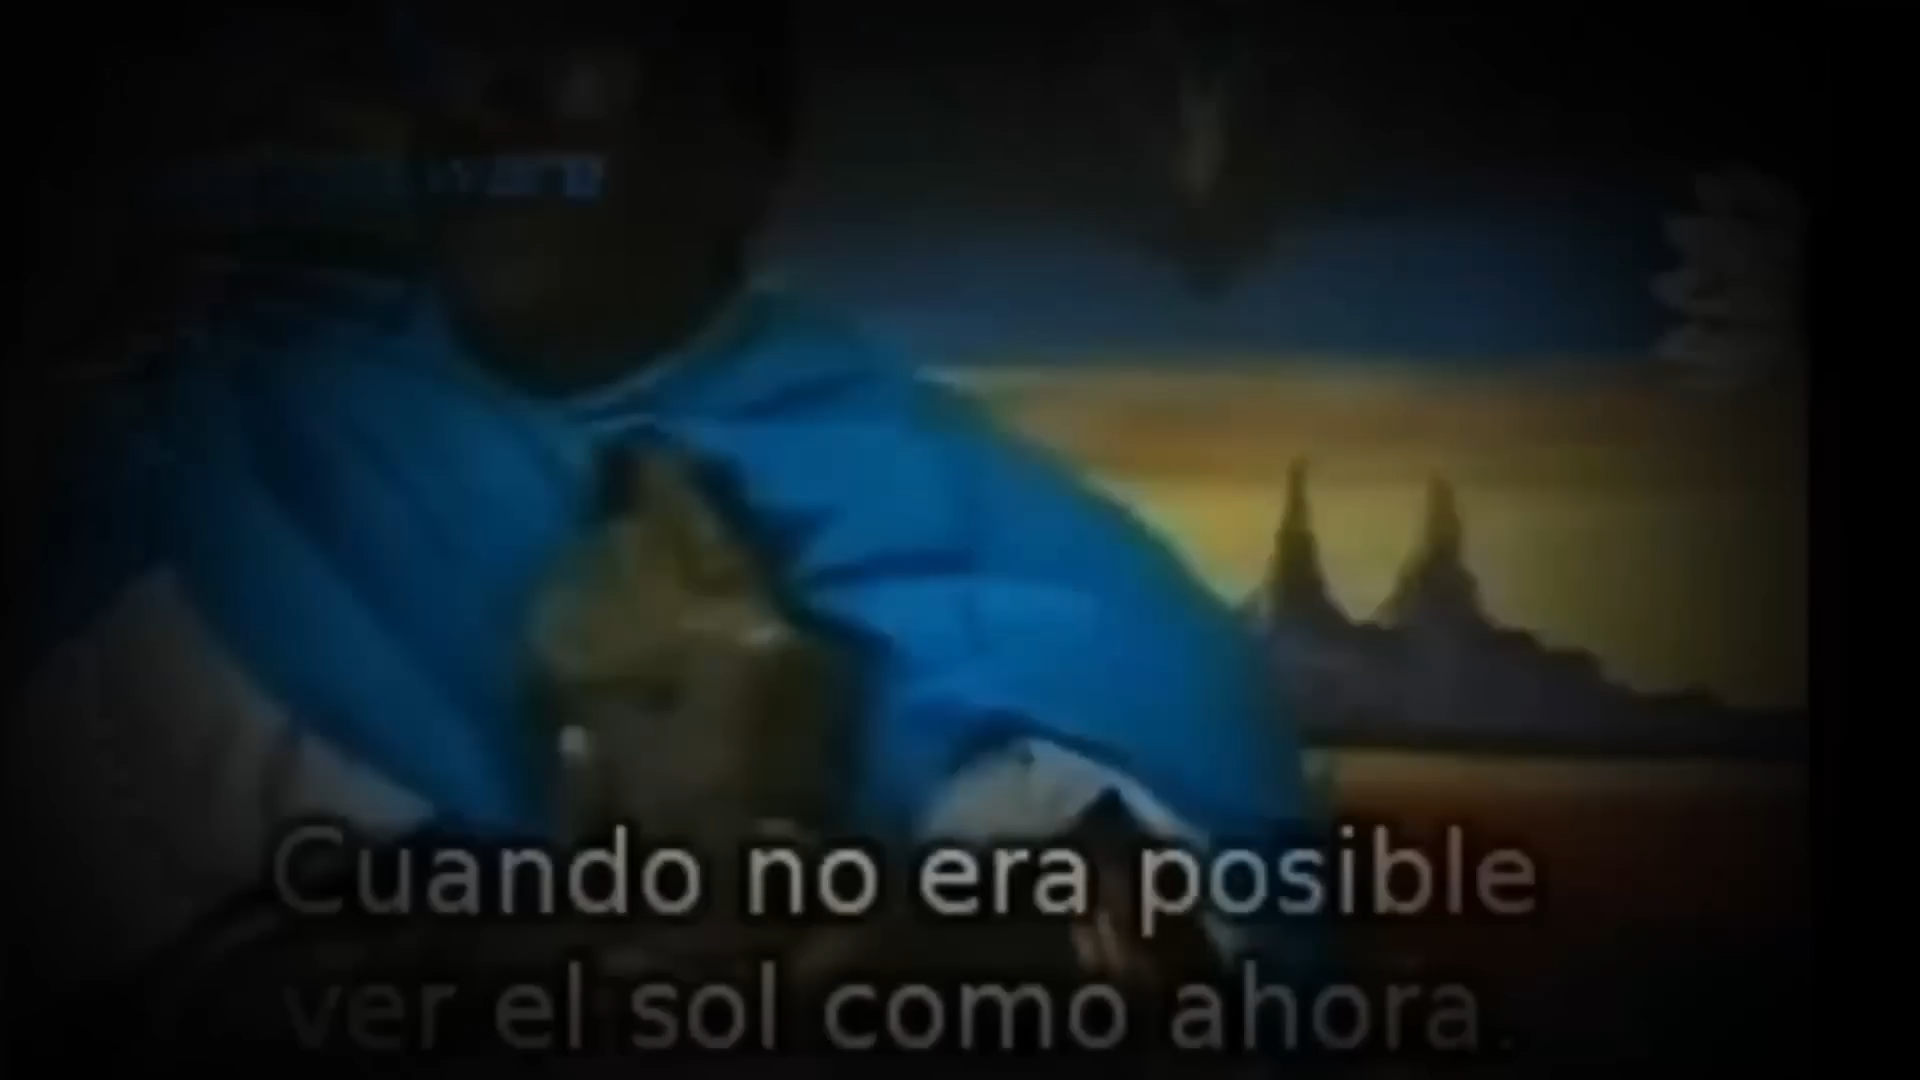 Cuando no era posible
ver el sol como ahora.